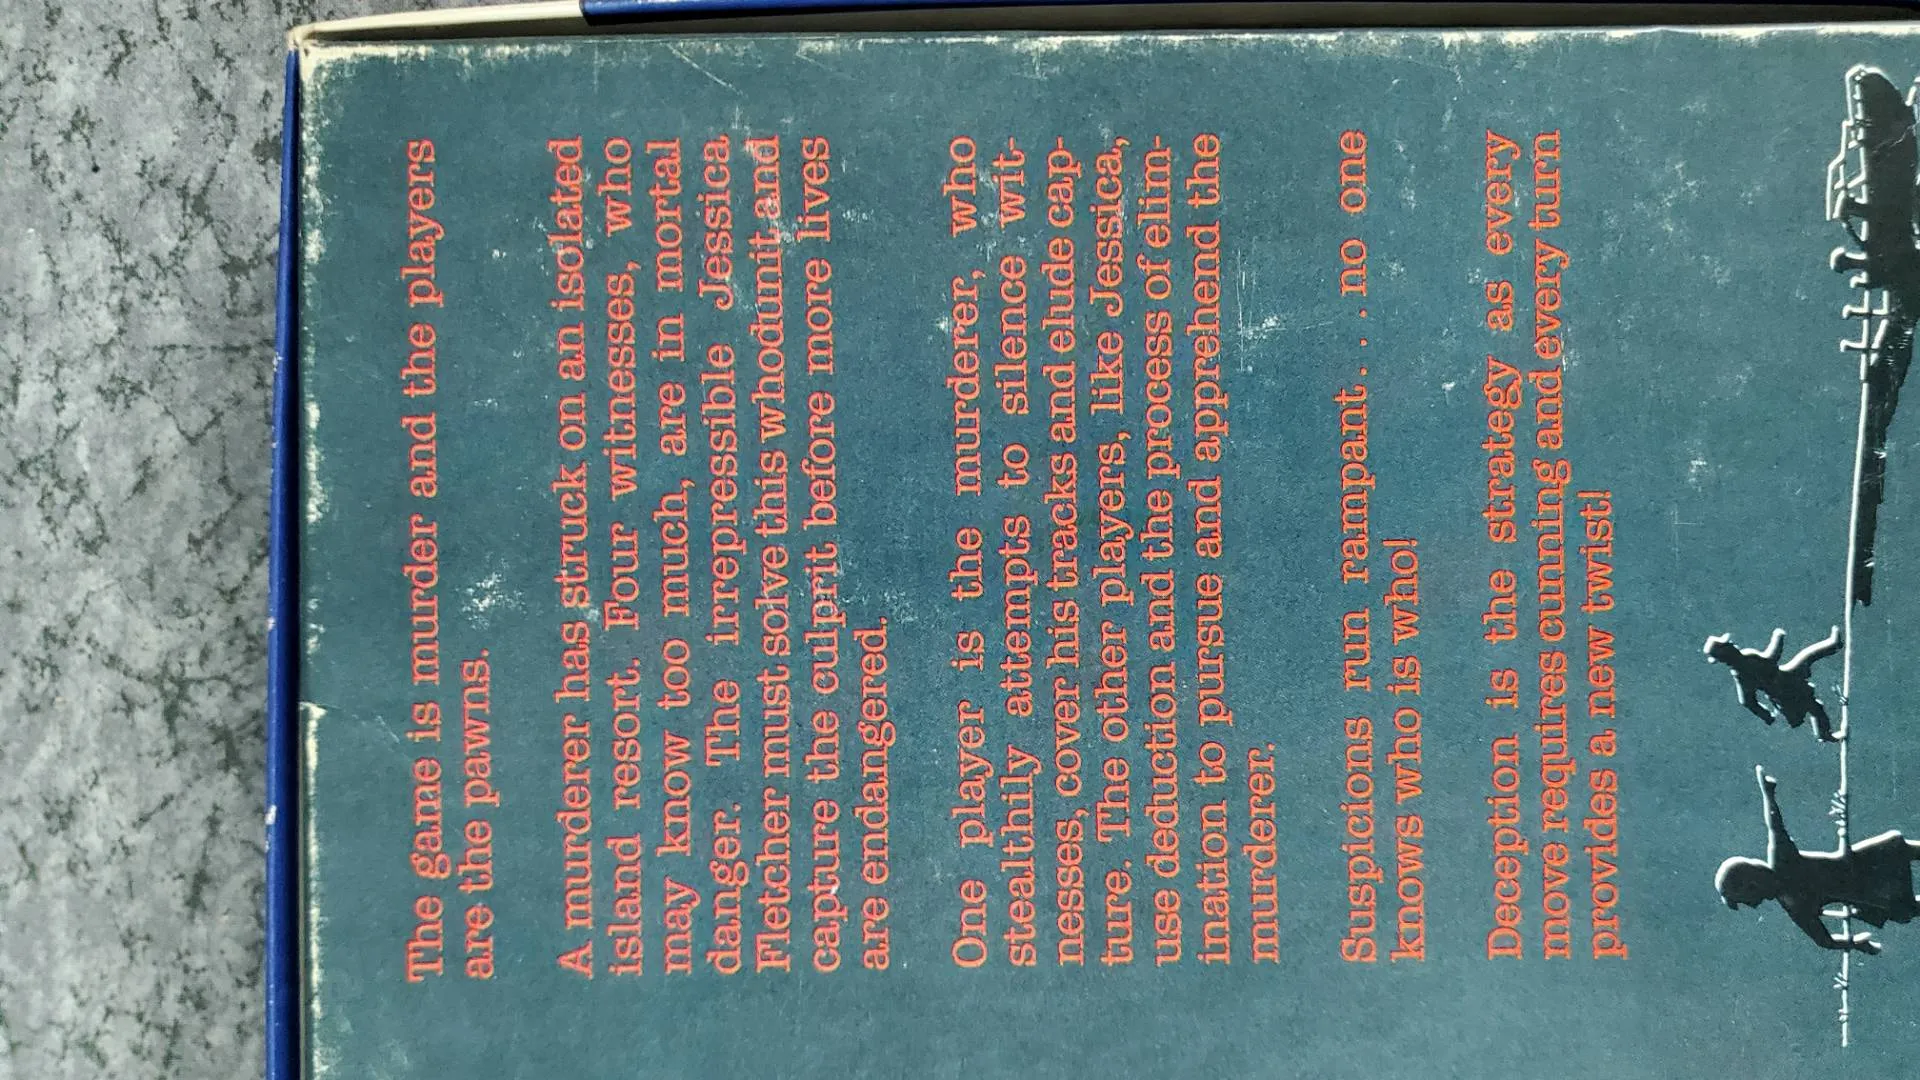 The game is murder and the players
are the pawns.
A murderer has struck on an isolated
island resort. Four witnesses, who
may know too much, are in mortal
danger. The irrepressible Jessica
Fletcher must solve this whodunit and
capture the culprit before more lives
are endangered.
One player is the murderer, who
stealthily attempts to silence wit-
nesses, cover his tracks and elude cap-
ture. The other players, like Jessica,
use deduction and the process of elim-
ination to pursue and apprehend the
murderer.
Suspicions run rampant... no one
knows who is who!
Deception is the strategy as every
move requires cunning and every turn
provides a new twist!